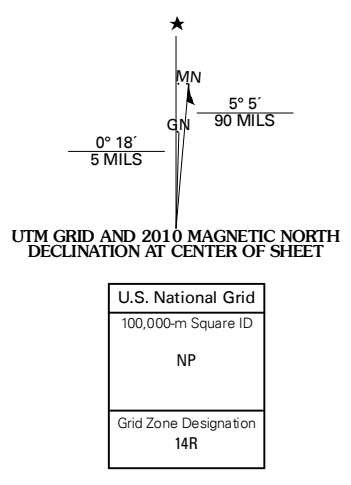 ★
MN
5° 5´
90 MILS
GN
0° 18´
5 MILS
UTM GRID AND 2010 MAGNETIC NORTH
DECLINATION AT CENTER OF SHEET
U.S. National Grid
100,000-m Square ID
NP
Grid Zone Designation
14R